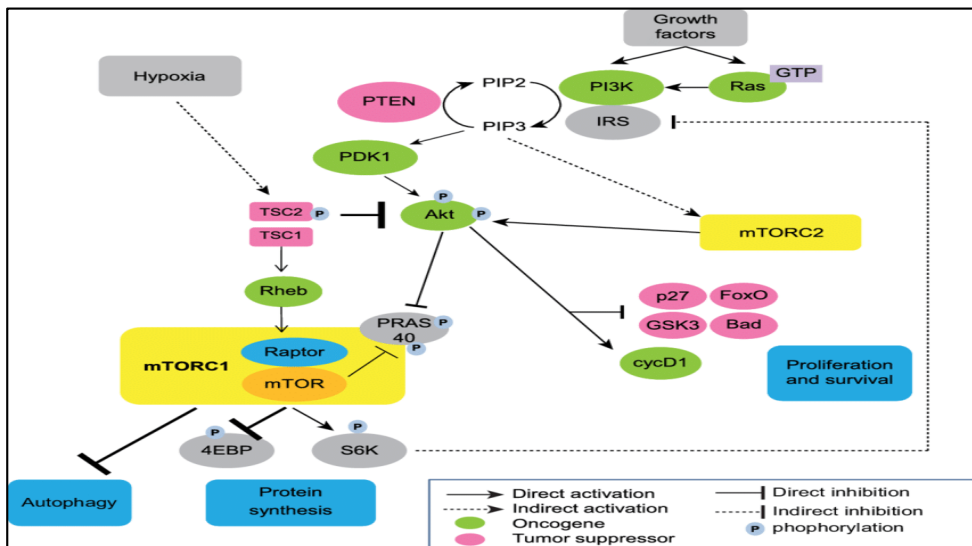 Growth
factors
Hypoxia
GTP
PI3K
Ras
PIP2
PTEN
IRS
PIP3
PDK1
P
TSC2
P
Akt
P
TSC1
mTORC2
Rheb
p27
FoxO
P
PRAS
40
GSK3
Bad
P
Raptor
mTORC1
cycD1
mTOR
Proliferation
and survival
P
P
4EBP
S6K
Autophagy
Protein
synthesis
Direct activation
Direct inhibition
Indirect activation
Indirect inhibition
Oncogene
P phophorylation
Tumor suppressor